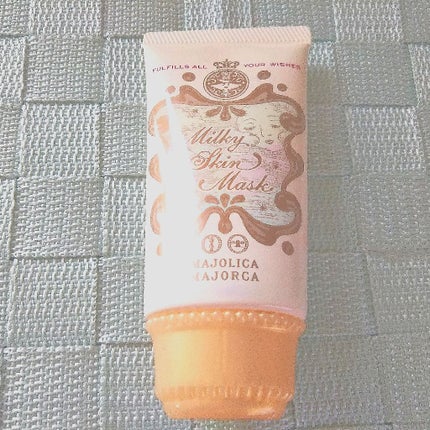 FULFILLS ALL YOUR WISHES
Milky
Skin
Mask
MAJOLICA
MAJORCA